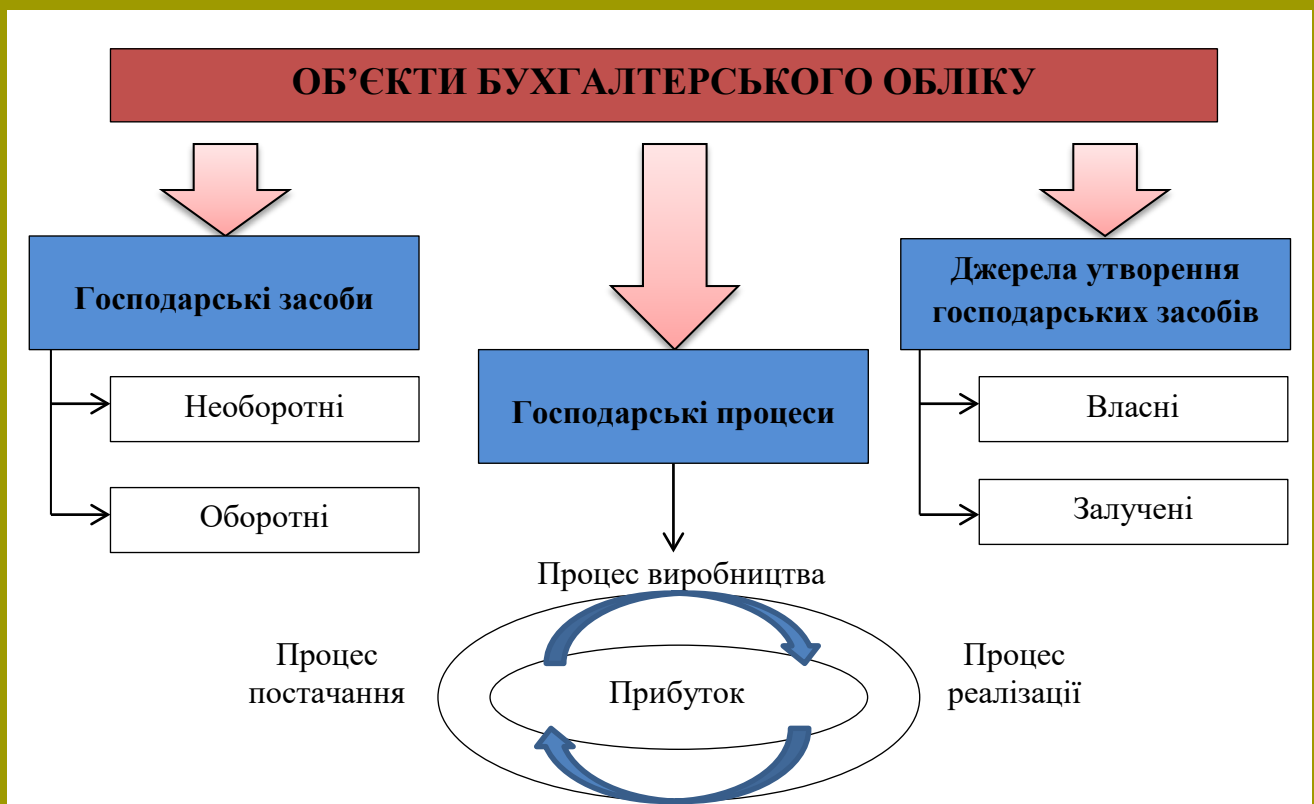 ОБ’ЄКТИ БУХГАЛТЕРСЬКОГО ОБЛІКУ
Господарські засоби
Необоротні
Оборотні
Господарські процеси
Процес виробництва
Процес
постачання
Прибуток
Процес
реалізації
Джерела утворення
господарських засобів
Власні
Залучені